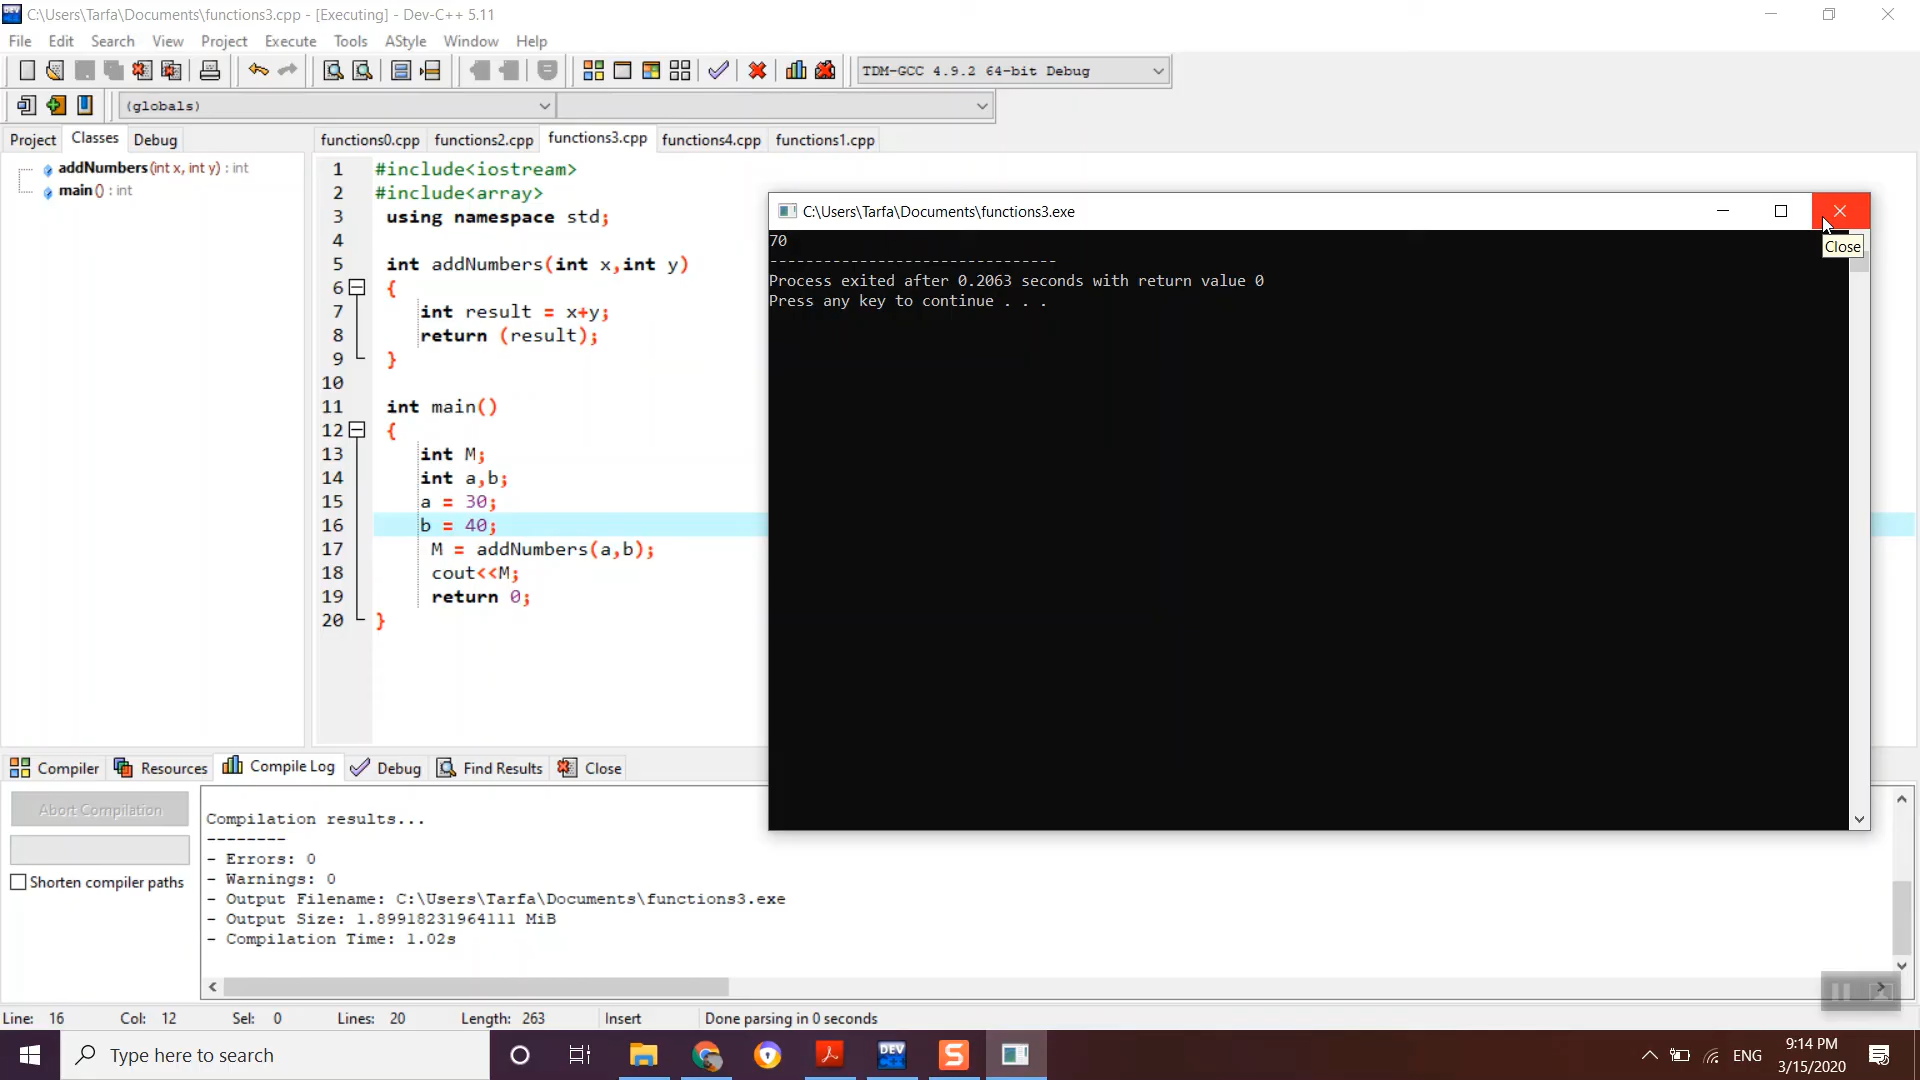 C:\Users\Tarfa\Documents\functions3.cpp - [Executing] - Dev-C++ 5.11
File Edit Search View Project Execute Tools AStyle Window Help
TDM-GCC 4.9.2 64-bit Debug
(globals)
Project Classes Debug
functions0.cpp functions2.cpp functions3.cpp functions4.cpp functions1.cpp
addNumbers (int x, int y) : int
main () : int
1 #include<iostream>
2 #include<array>
3 using namespace std;
4
5 int addNumbers(int x,int y)
6 {
7 int result = x+y;
8 return (result);
9 }
10
11 int main()
12 {
13 int M;
14 int a,b;
15 a = 30;
16 b = 40;
17 M = addNumbers(a,b);
18 cout<<M;
19 return 0;
20 }
C:\Users\Tarfa\Documents\functions3.exe
Close
70
--------------------------------
Process exited after 0.2063 seconds with return value 0
Press any key to continue . . .
Compiler Resources Compile Log Debug Find Results Close
Abort Compilation
Shorten compiler paths
Compilation results...
--------
- Errors: 0
- Warnings: 0
- Output Filename: C:\Users\Tarfa\Documents\functions3.exe
- Output Size: 1.89918231964111 MiB
- Compilation Time: 1.02s
Line: 16 Col: 12 Sel: 0 Lines: 20 Length: 263 Insert Done parsing in 0 seconds
Type here to search
DEV
S
ENG
9:14 PM
3/15/2020